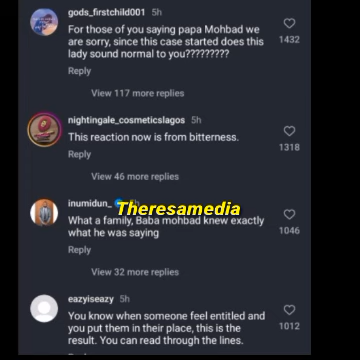 gods_firstchild001 5h
For those of you saying papa Mohbad we
are sorry, since this case started does this
lady sound normal to you?????????
1432
Reply
View 117 more replies
nightingale_cosmeticslagos 5h
This reaction now is from bitterness.
1318
Reply
View 46 more replies
inumidun_ 5h
Theresamedia
What a family, Baba mohbad knew exactly
what he was saying
1046
Reply
View 32 more replies
eazyiseazy 5h
You know when someone feel entitled and
you put them in their place, this is the
result. You can read through the lines.
1012